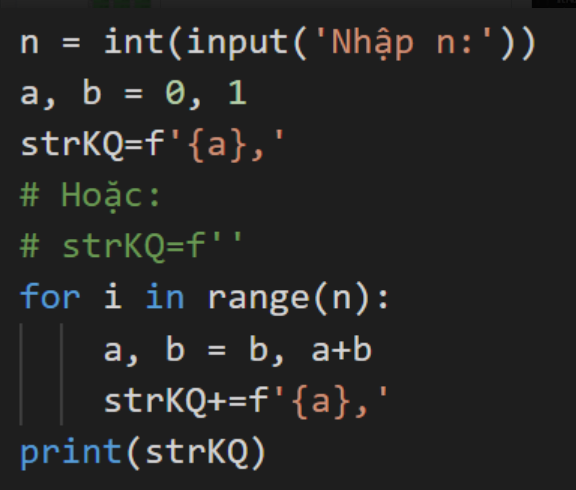 n = int(input('Nhập n:'))
a, b = 0, 1
strKQ=f'{a},'
# Hoặc:
# strKQ=f''
for i in range(n):
    a, b = b, a+b
    strKQ+=f'{a},'
print(strKQ)